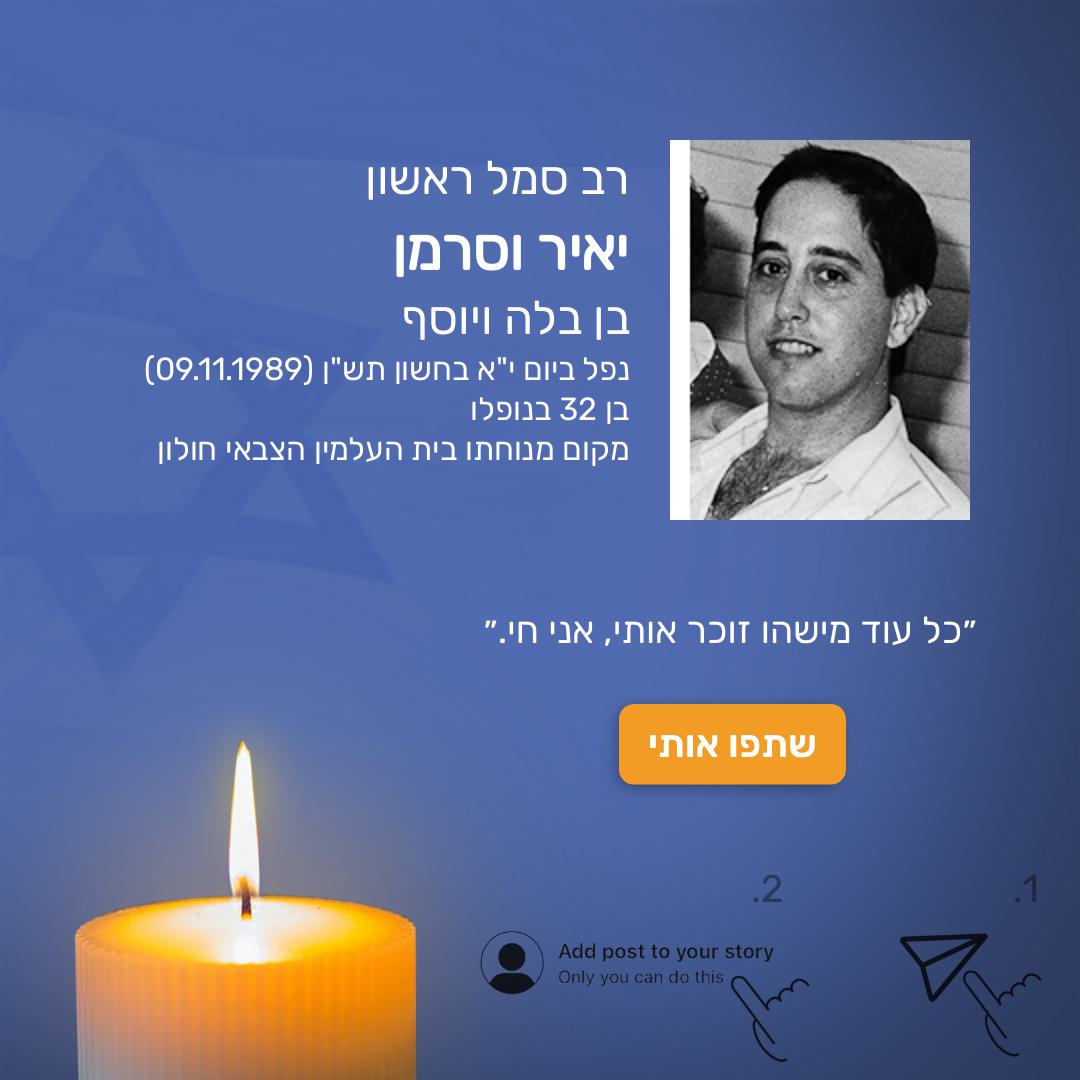 רב סמל ראשון
יאיר וסרמן
בן בלה ויוסף
נפל ביום י"א בחשון תש"ן (09.11.1989)
בן 32 בנופלו
מקום מנוחתו בית העלמין הצבאי חולון
״כל עוד מישהו זוכר אותי, אני חי.״
שתפו אותי
1.
2.
Add post to your story
Only you can do this